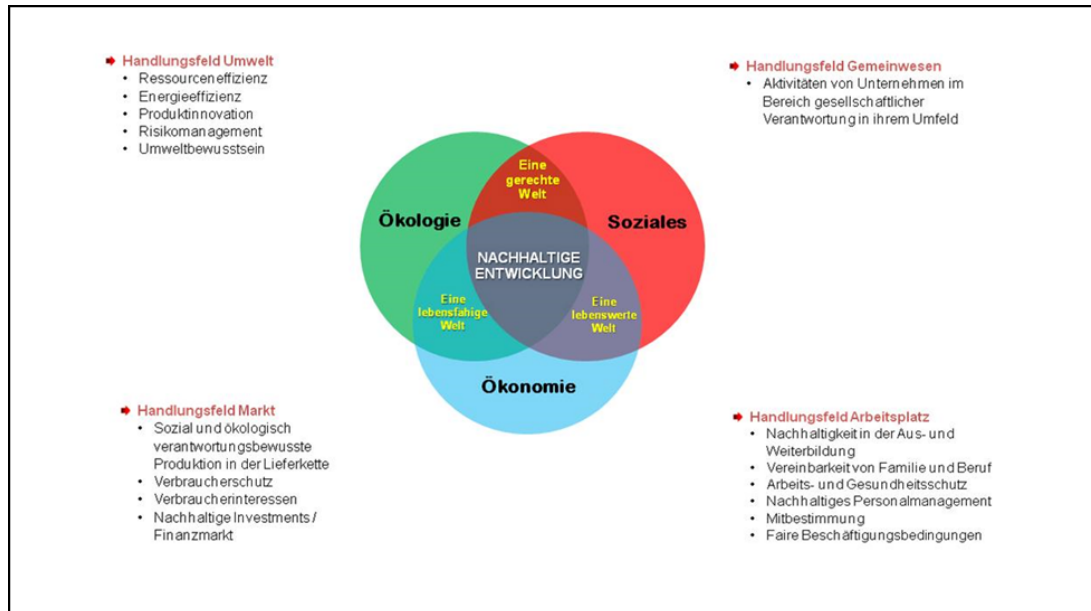 Handlungsfeld Umwelt
• Ressourceneffizienz
• Energieeffizienz
• Produktinnovation
• Risikomanagement
• Umweltbewusstsein
Handlungsfeld Gemeinwesen
• Aktivitäten von Unternehmen im
Bereich gesellschaftlicher
Verantwortung in ihrem Umfeld
Eine
gerechte
Welt
Ökologie
Soziales
NACHHALTIGE
ENTWICKLUNG
Eine
lebensfähige
Welt
Eine
lebenswerte
Welt
Ökonomie
Handlungsfeld Markt
• Sozial und ökologisch
verantwortungsbewusste
Produktion in der Lieferkette
• Verbraucherschutz
• Verbraucherinteressen
• Nachhaltige Investments /
Finanzmarkt
Handlungsfeld Arbeitsplatz
• Nachhaltigkeit in der Aus- und
Weiterbildung
• Vereinbarkeit von Familie und Beruf
• Arbeits- und Gesundheitsschutz
• Nachhaltiges Personalmanagement
• Mitbestimmung
• Faire Beschäftigungsbedingungen